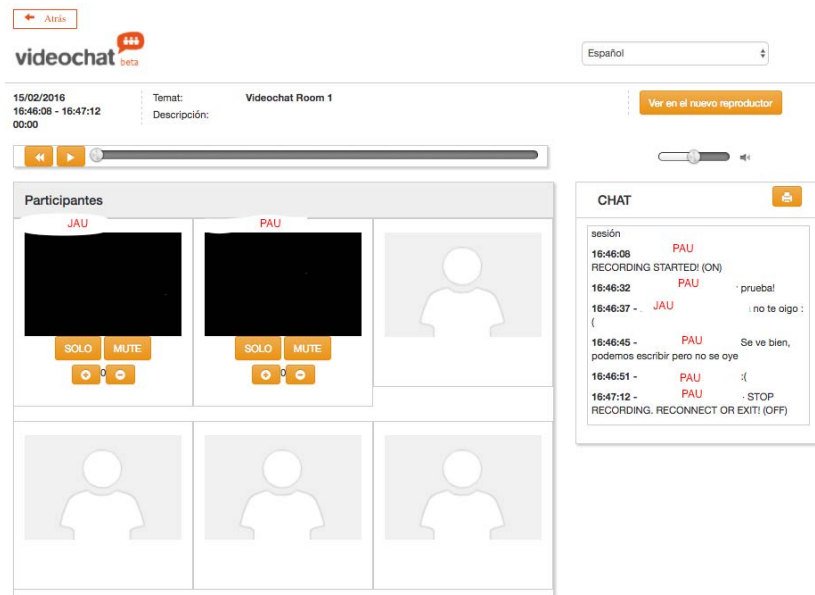 Atrás
videochat beta
Español
15/02/2016
16:46:08 - 16:47:12
00:00
Temat: Videochat Room 1
Descripción:
Ver en el nuevo reproductor
Participantes
JAU
PAU
SOLO MUTE
SOLO MUTE
0
0
CHAT
sesión
16:46:08 PAU
RECORDING STARTED! (ON)
16:46:32 PAU prueba!
16:46:37 - JAU no te oigo :
(
16:46:45 - PAU Se ve bien,
podemos escribir pero no se oye
16:46:51 - PAU :(
16:47:12 - PAU STOP
RECORDING. RECONNECT OR EXIT! (OFF)